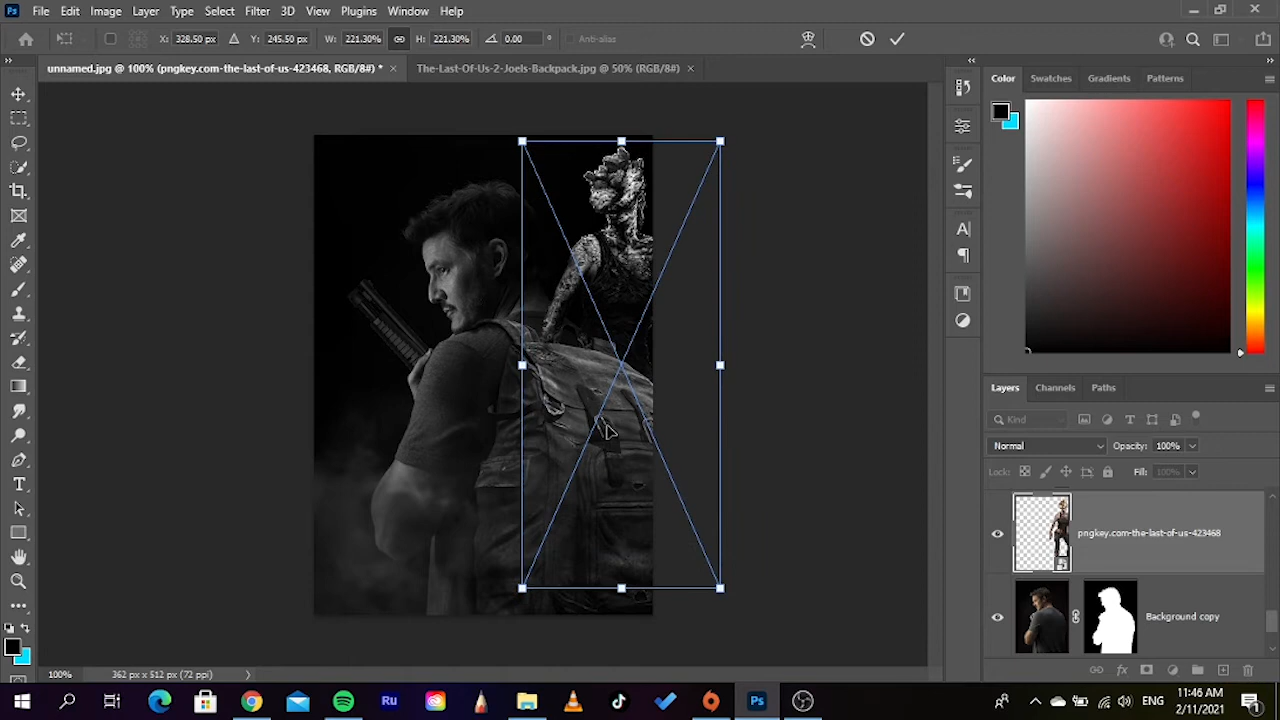 Ps File Edit Image Layer Type Select Filter 3D View Plugins Window Help
X: 328.50 px Y: 245.50 px W: 221.30% H: 221.30% 0.00 ° Anti-alias
unnamed.jpg @ 100% (pngkey.com-the-last-of-us-423468, RGB/8#) * × The-Last-Of-Us-2-Joels-Backpack.jpg @ 50% (RGB/8#) ×
Color Swatches Gradients Patterns
Layers Channels Paths
Kind
Normal Opacity: 100%
Lock: Fill: 100%
pngkey.com-the-last-of-us-423468
Background copy
100% 362 px x 512 px (72 ppi)
Ru Ps ENG 11:46 AM
2/11/2021 1